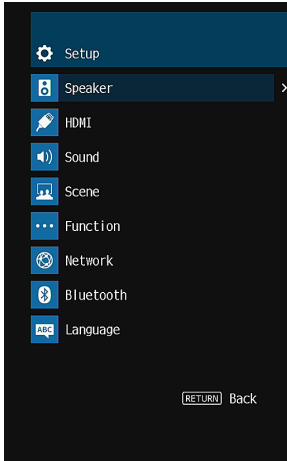 Setup
Speaker
HDMI
Sound
Scene
Function
Network
Bluetooth
ABC Language
RETURN Back